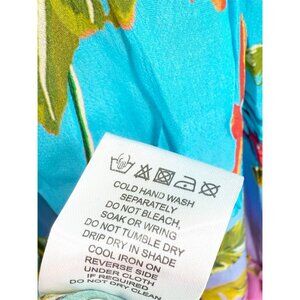 COLD HAND WASH
SEPARATELY
DO NOT BLEACH,
SOAK OR WRING
DO NOT TUMBLE DRY
DRIP DRY IN SHADE
COOL IRON ON
REVERSE SIDE
UNDER CLOTH
IF REQUIRED
DO NOT DRY CLEAN